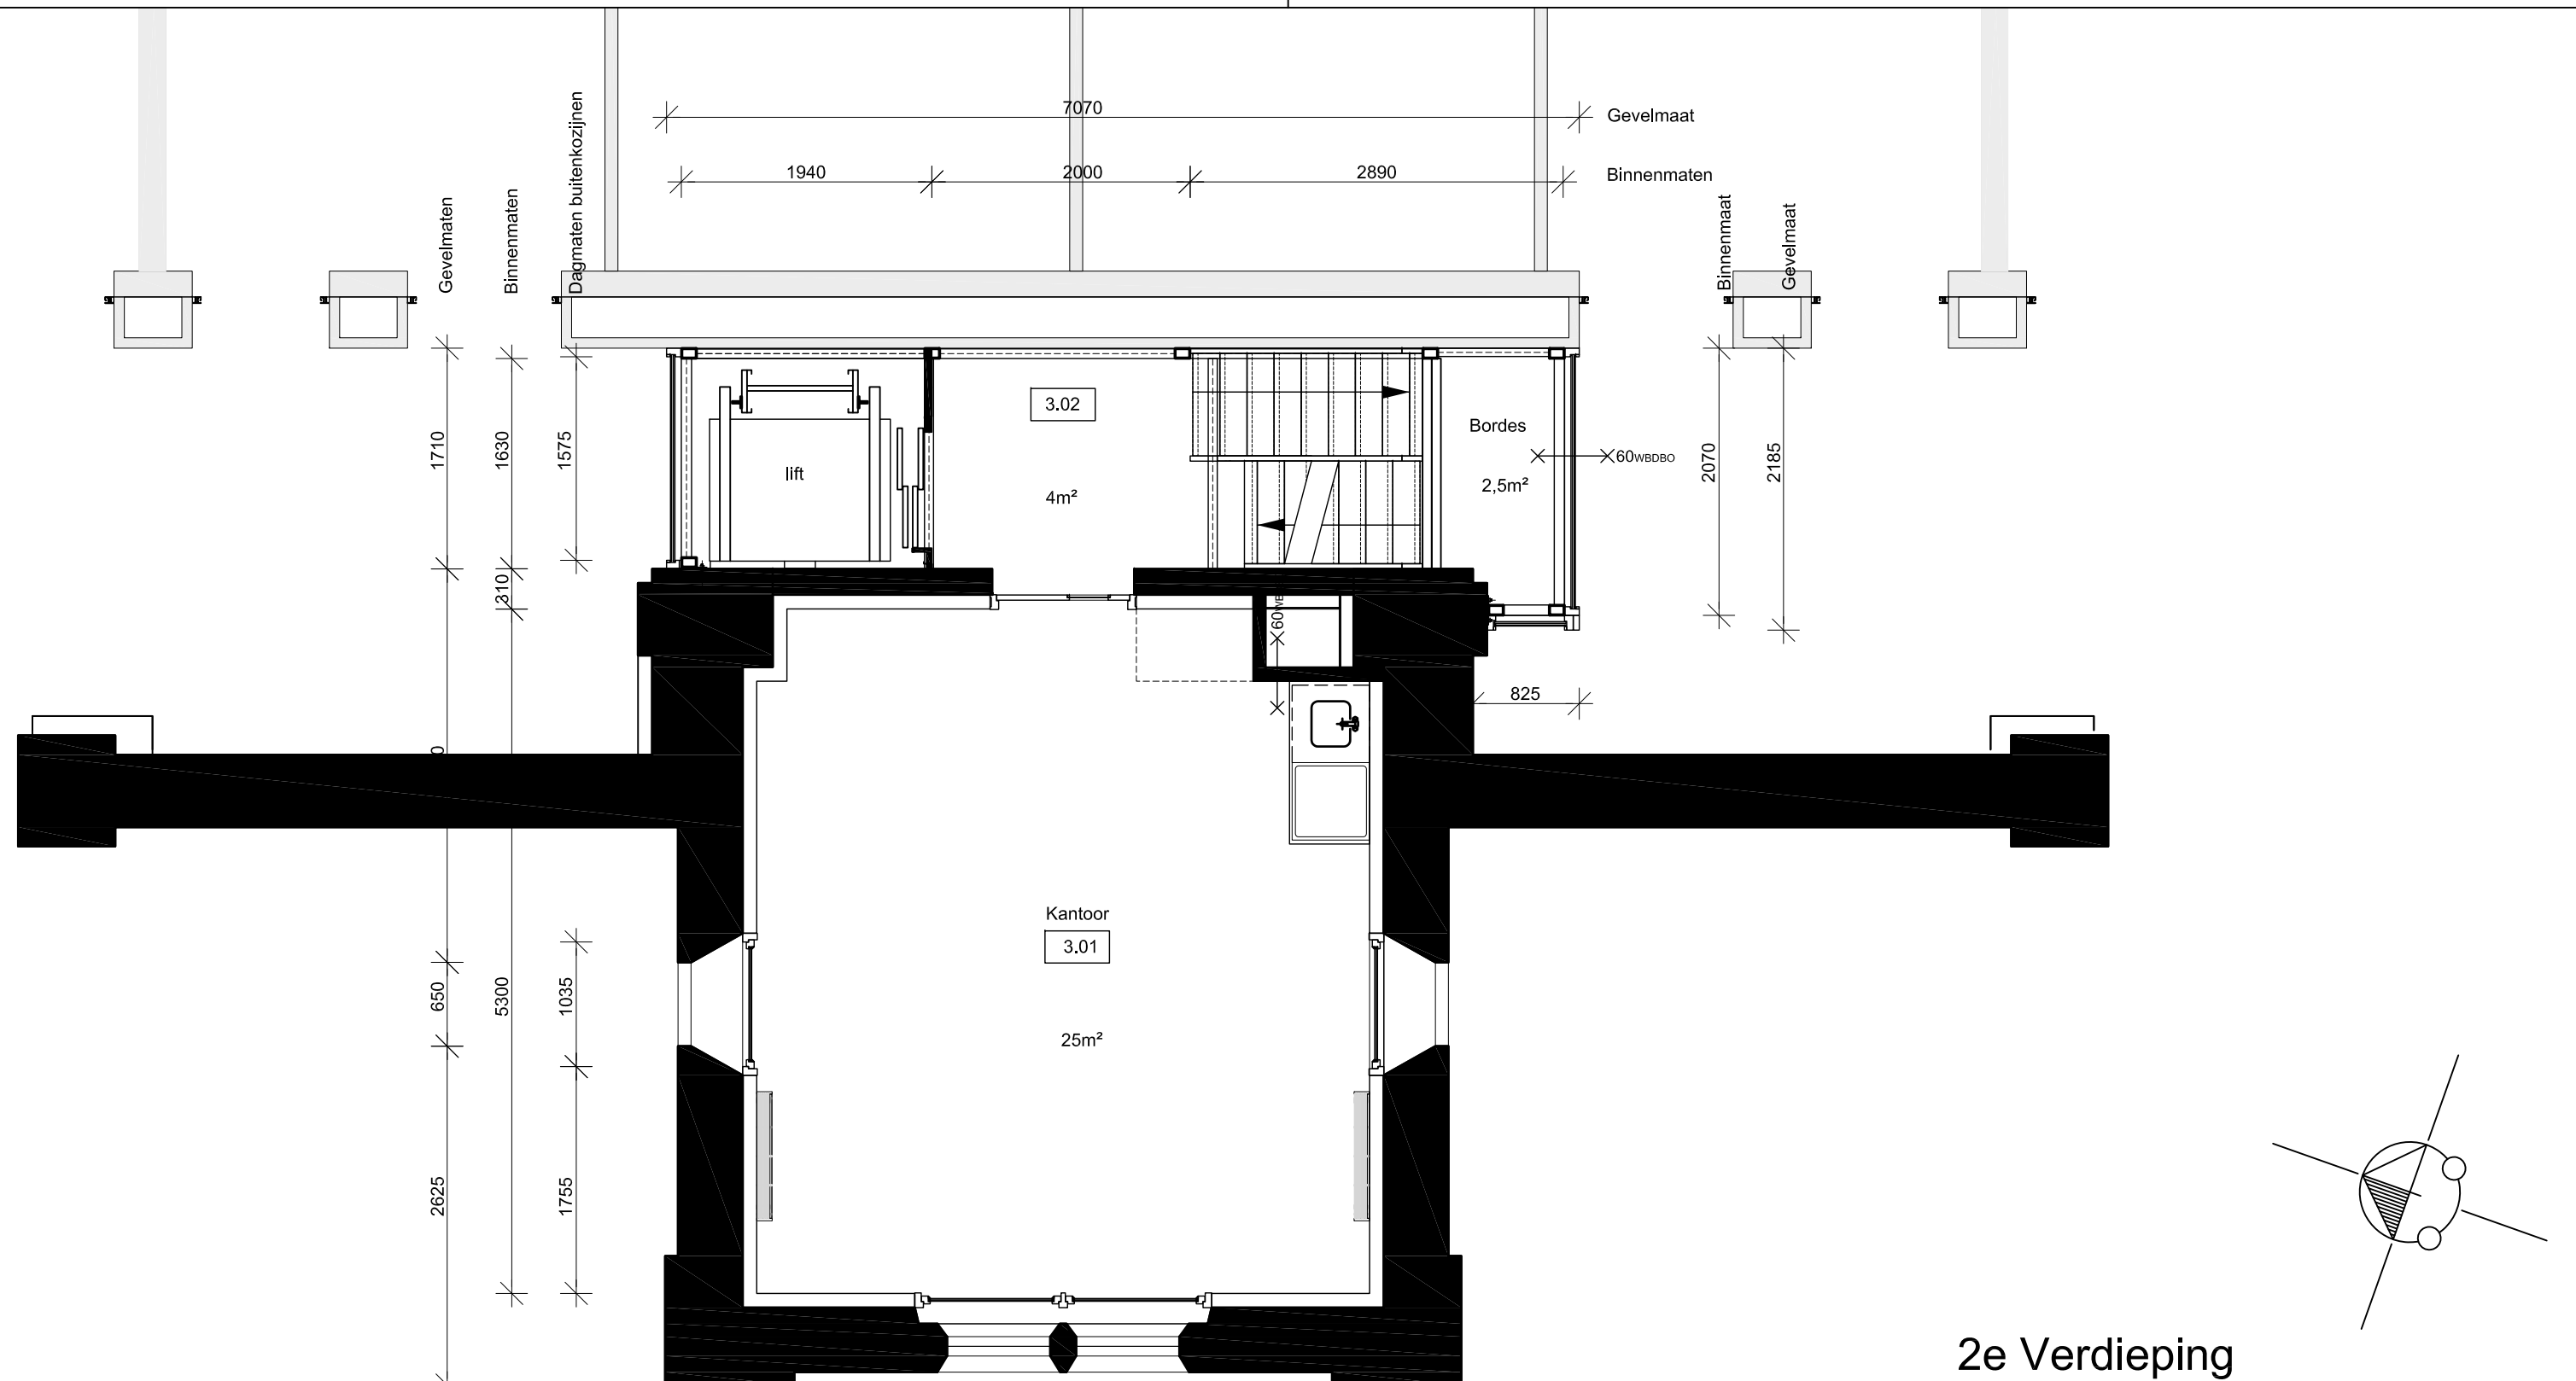 7070
Gevelmaat
1940
2000
2890
Binnenmaten
Gevelmaten
Binnenmaten
Dagmaten buitenkozijnen
Binnenmaat
Gevelmaat
3.02
Bordes
1710
1630
1575
lift
4m²
2,5m²
60WBDBO
2070
2185
310
825
Kantoor
3.01
650
5300
1035
25m²
2625
1755
2e Verdieping